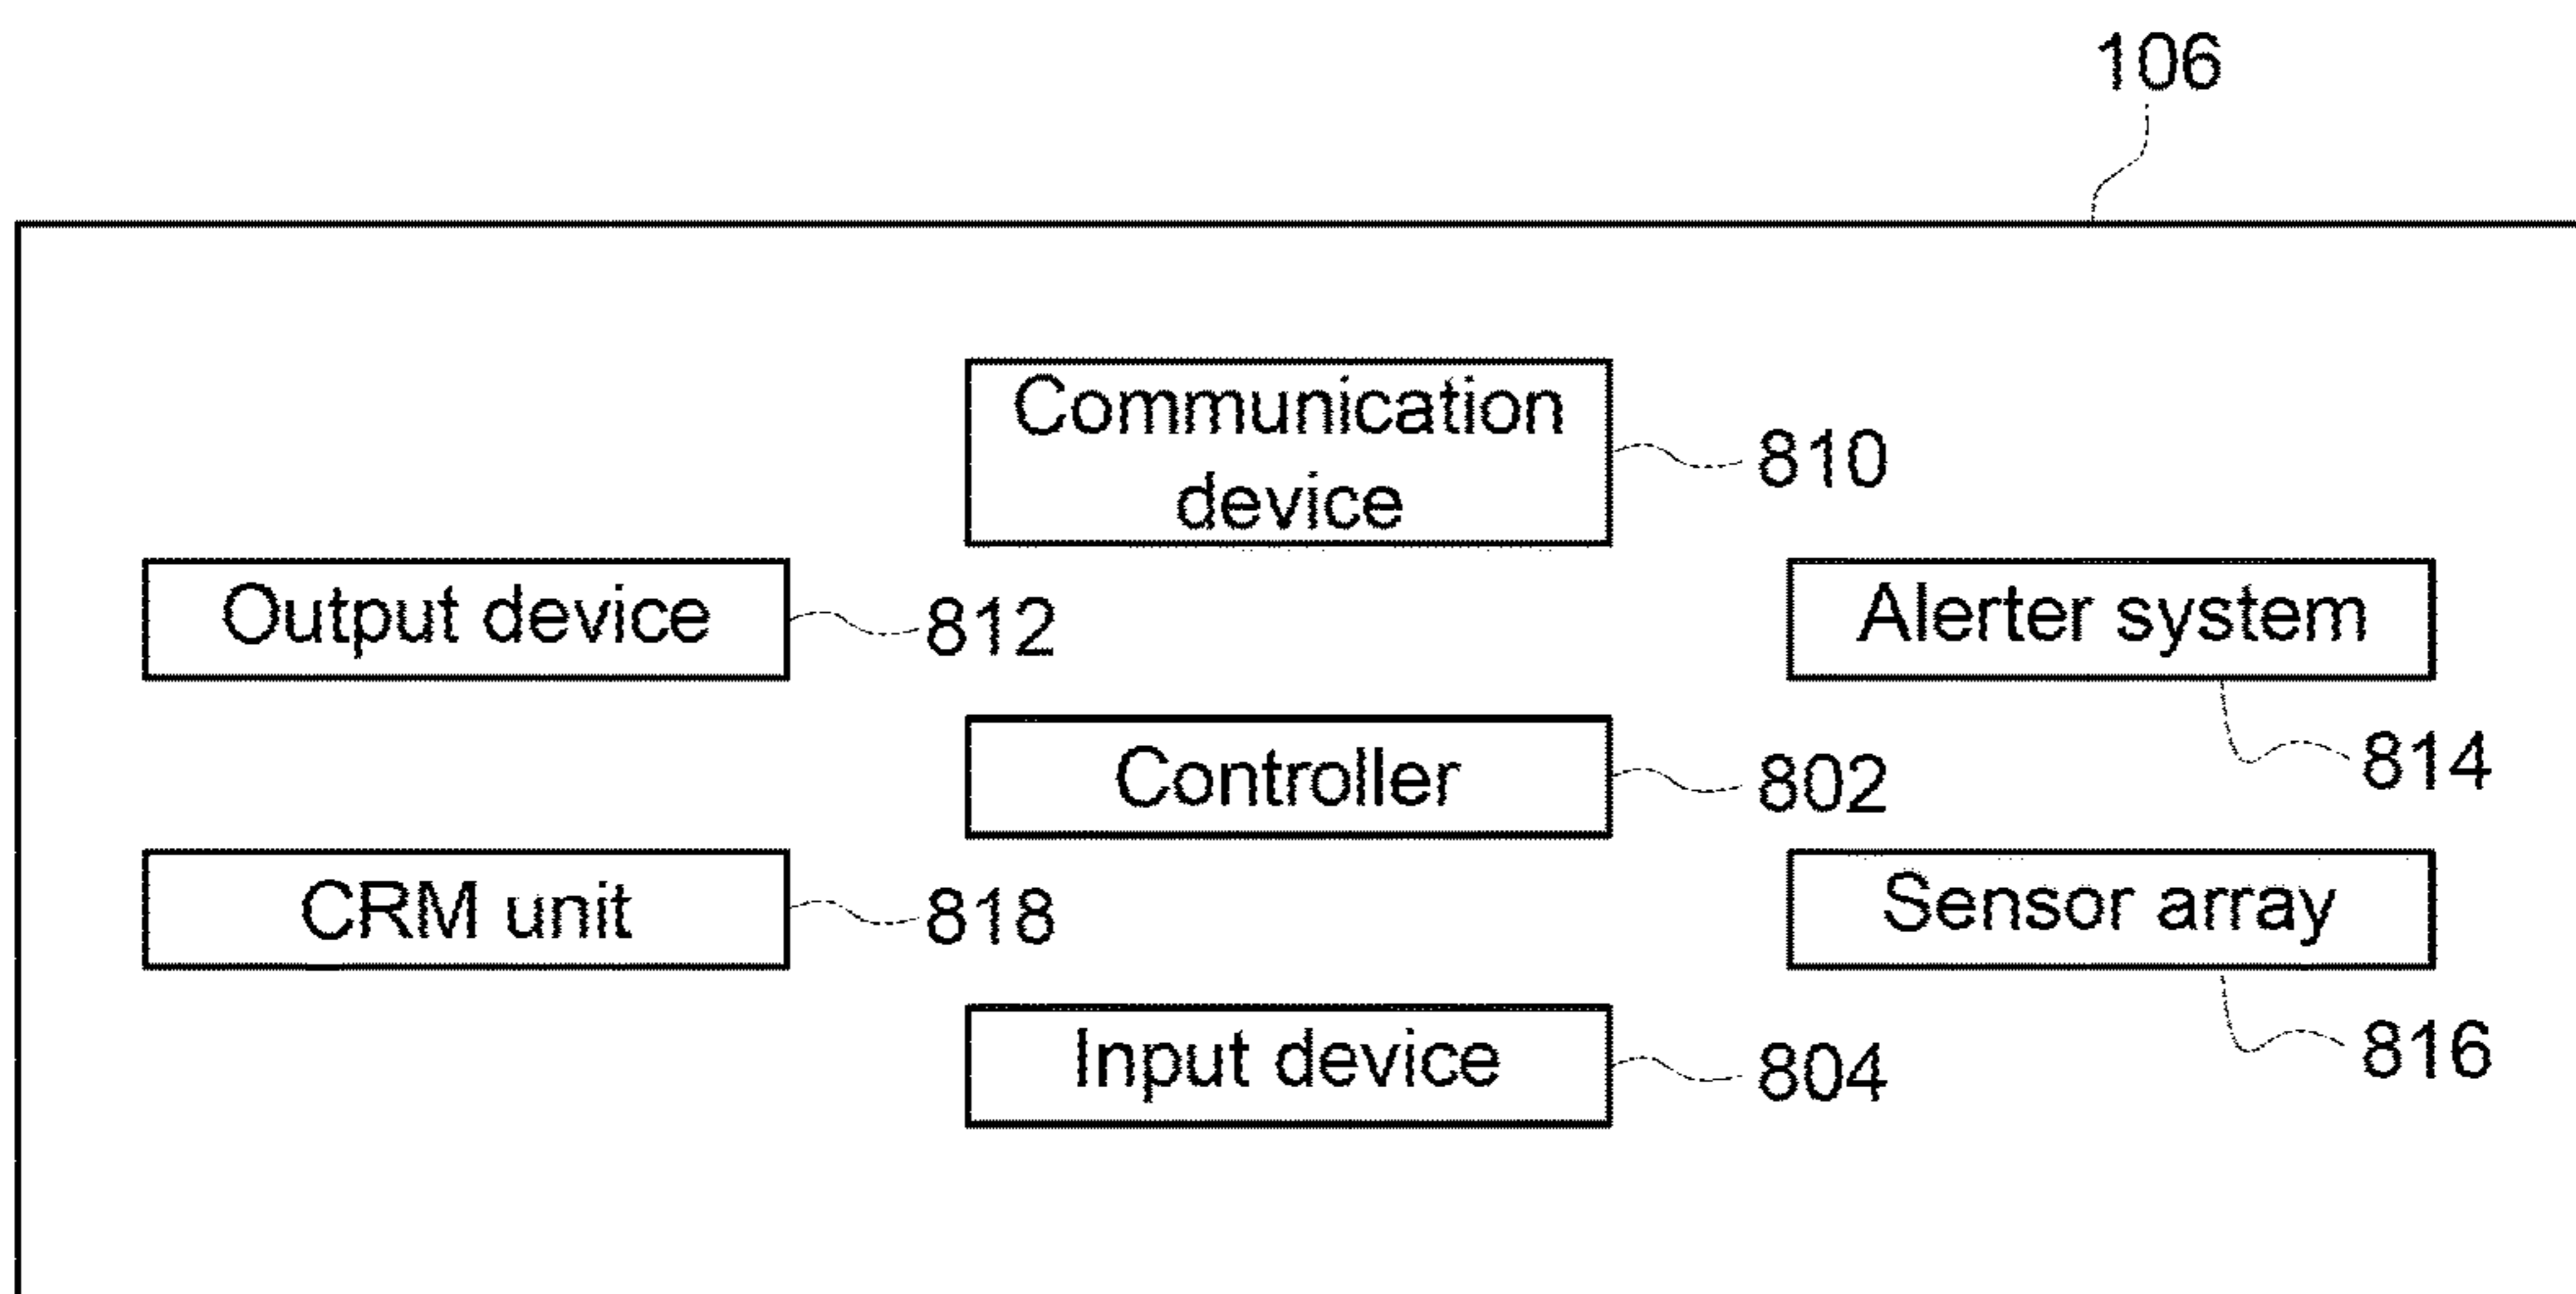 106
Communication
device
810
Output device
812
Alerter system
814
Controller
802
CRM unit
818
Sensor array
816
Input device
804